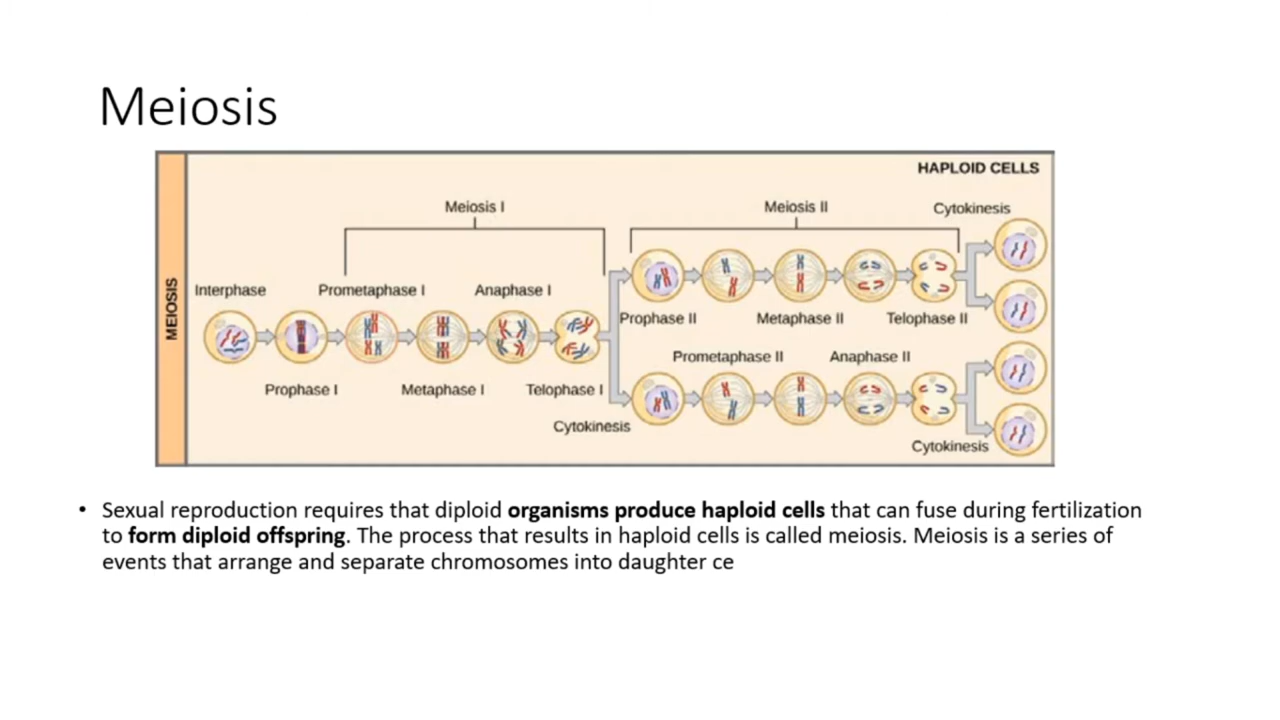 Meiosis
HAPLOID CELLS
Meiosis I
Meiosis II
Cytokinesis
Interphase
Prometaphase I
Anaphase I
MEIOSIS
Prophase II
Metaphase II
Telophase II
Prometaphase II
Anaphase II
Prophase I
Metaphase I
Telophase I
Cytokinesis
Cytokinesis
• Sexual reproduction requires that diploid organisms produce haploid cells that can fuse during fertilization
to form diploid offspring. The process that results in haploid cells is called meiosis. Meiosis is a series of
events that arrange and separate chromosomes into daughter ce